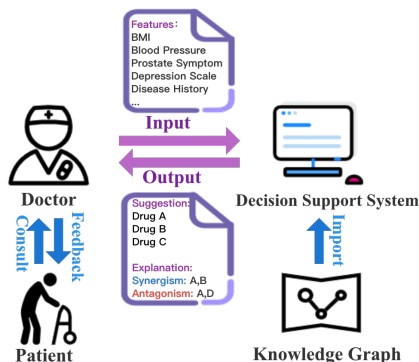 Features:
BMI
Blood Pressure
Prostate Symptom
Depression Scale
Disease History
...
Input
Output
Doctor
Decision Support System
Suggestion:
Drug A
Drug B
Drug C
Explanation:
Synergism: A,B
Antagonism: A,D
Consult
Feedback
Import
Patient
Knowledge Graph